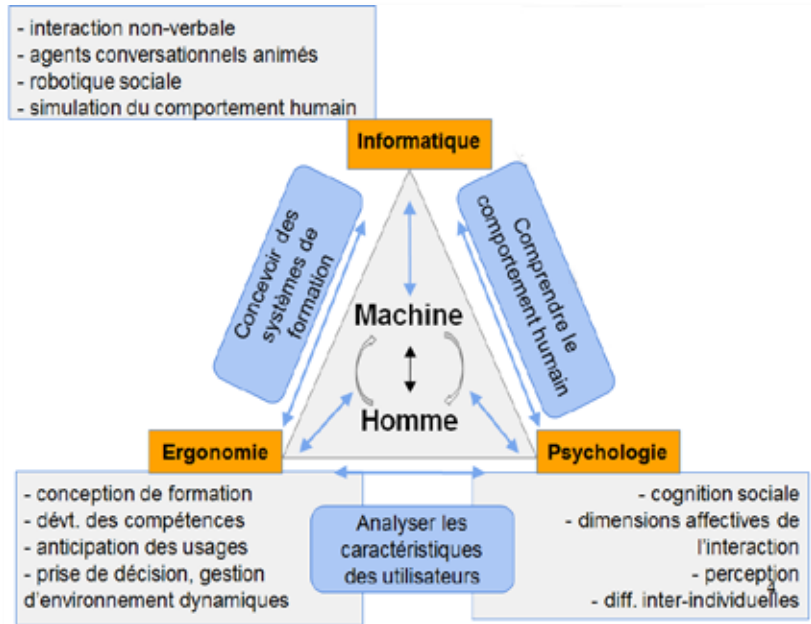 - interaction non-verbale
- agents conversationnels animés
- robotique sociale
- simulation du comportement humain
Informatique
Concevoir des
systèmes de
formation
Comprendre le
comportement humain
Machine
Homme
Ergonomie
Psychologie
- conception de formation
- dévt. des compétences
- anticipation des usages
- prise de décision, gestion
d'environnement dynamiques
Analyser les
caractéristiques
des utilisateurs
- cognition sociale
- dimensions affectives de
l'interaction
- perception
4
- diff. inter-individuelles